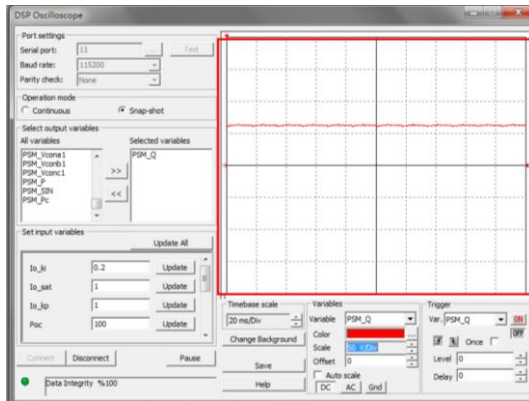 DSP Oscilloscope
Port settings
Serial port: 11 ... Test
Baud rate: 115200
Parity check: None
Operation mode
Continuous Snap-shot
Select output variables
All variables Selected variables
PSM_Vcona1 PSM_Q
PSM_Vconb1
PSM_Vconc1
PSM_P
PSM_SIN
PSM_Pc
>>
<<
Set input variables
Update All
Io_ki 0.2 Update
Io_sat 1 Update
Io_kp 1 Update
Poc 100 Update
Connect Disconnect Pause
Data Integrity %100
Timebase scale
20 ms/Div
Change Background
Save
Help
Variables
Variable PSM_Q
Color ...
Scale 50 V/Div
Offset 0
Auto scale
DC AC Gnd
Trigger
Var. PSM_Q ON
Off
Once
Level 0
Delay 0